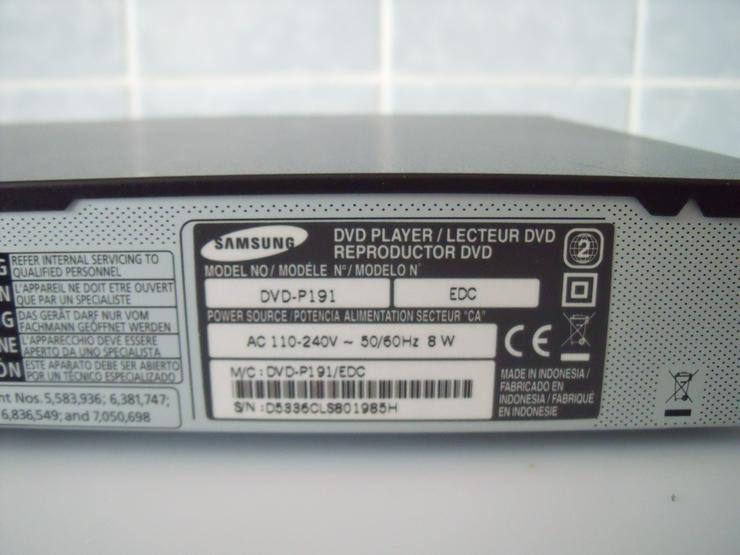 REFER INTERNAL SERVICING TO
QUALIFIED PERSONNEL
L'APPAREIL NE DOIT ETRE OUVERT
QUE PAR UN SPECIALISTE
DAS GERÄT DARF NUR VOM
FACHMANN GEÖFFNET WERDEN
L'APPARECCHIO DEVE ESSERE
APERTO DA UNO SPECIALISTA
ESTE APARATO DEBE SER ABIERTO
POR UN TÉCNICO ESPECIALIZADO
nt Nos. 5,583,936; 6,381,747;
6,836,549; and 7,050,698
SAMSUNG
DVD PLAYER / LECTEUR DVD
REPRODUCTOR DVD
2
MODEL NO / MODÈLE N° / MODELO N°
DVD-P191
EDC
POWER SOURCE / POTENCIA ALIMENTATION SECTEUR "CA"
AC 110-240V ~ 50/60Hz 8 W
CE
M/C : DVD-P191/EDC
S/N : D5336CLS801985H
MADE IN INDONESIA /
FABRICADO EN
INDONESIA / FABRIQUÉ
EN INDONESIE